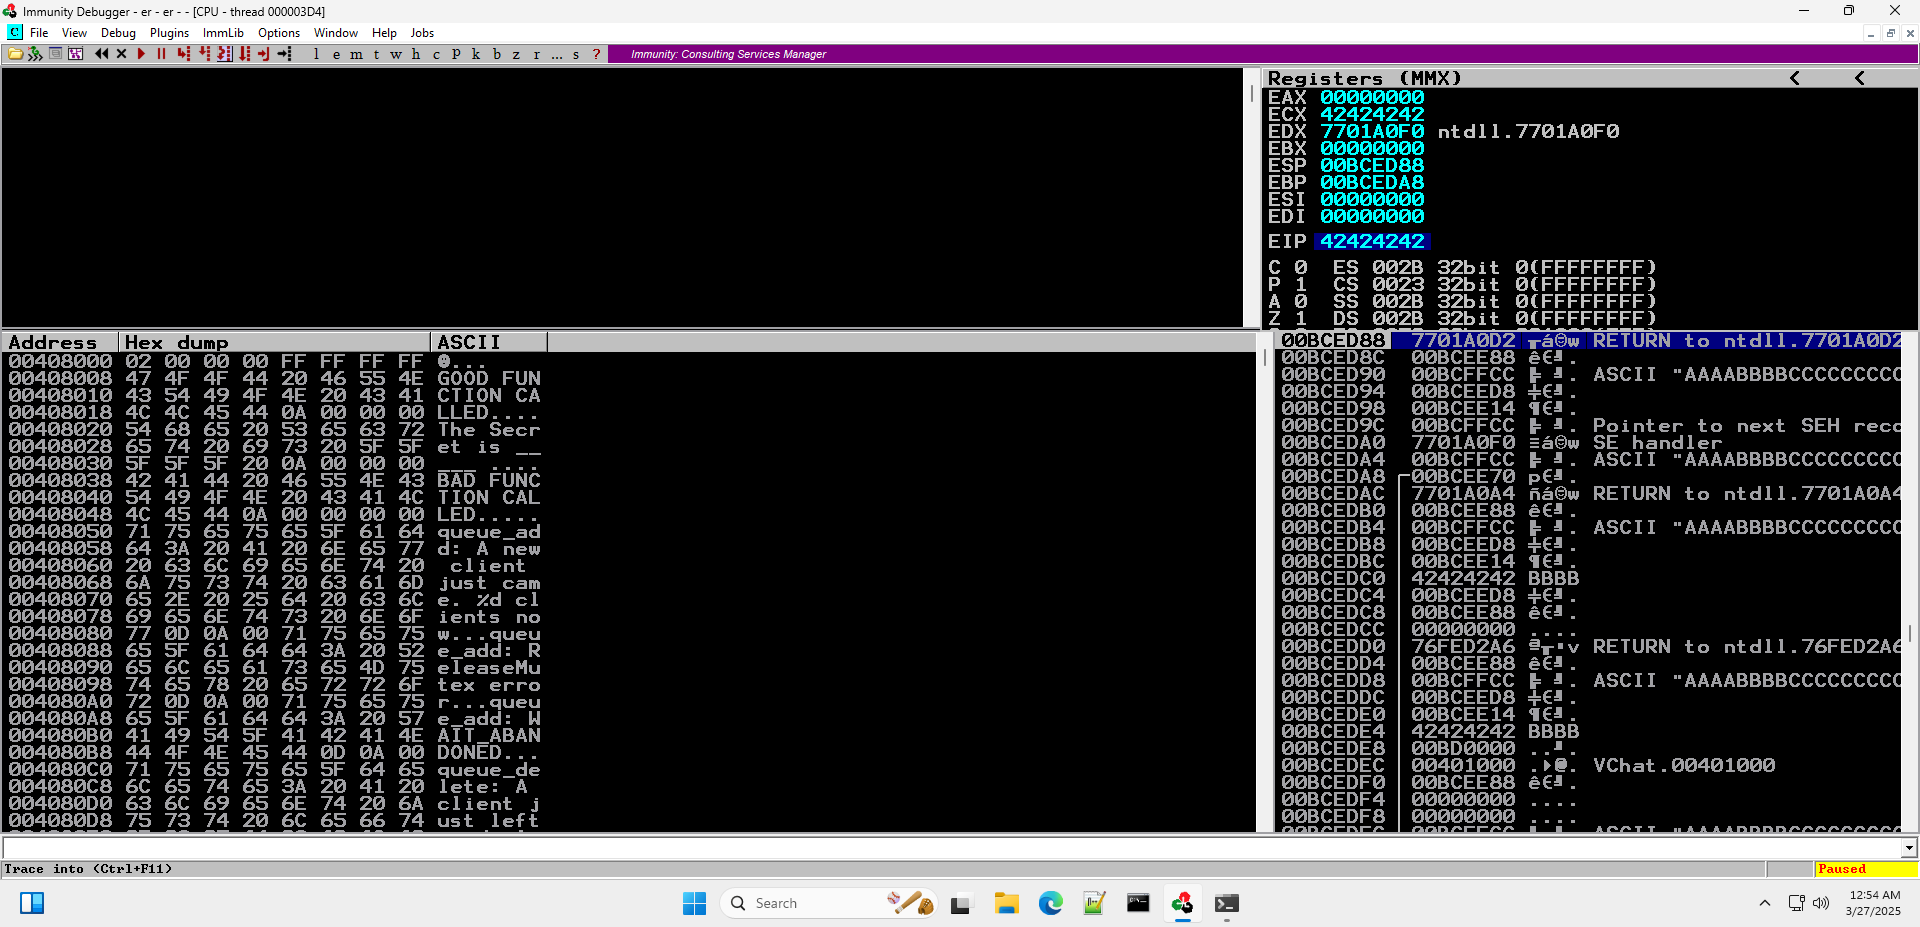 Immunity Debugger - er - er - - [CPU - thread 000003D4]
C File View Debug Plugins ImmLib Options Window Help Jobs
l e m t w h c P k b z r ... s ? Immunity: Consulting Services Manager
Registers (MMX) < <
EAX 00000000
ECX 42424242
EDX 7701A0F0 ntdll.7701A0F0
EBX 00000000
ESP 00BCED88
EBP 00BCEDA8
ESI 00000000
EDI 00000000
EIP 42424242
C 0 ES 002B 32bit 0(FFFFFFFF)
P 1 CS 0023 32bit 0(FFFFFFFF)
A 0 SS 002B 32bit 0(FFFFFFFF)
Z 1 DS 002B 32bit 0(FFFFFFFF)
Address Hex dump ASCII
00408000 02 00 00 00 FF FF FF FF ☻...
00408008 47 4F 4F 44 20 46 55 4E GOOD FUN
00408010 43 54 49 4F 4E 20 43 41 CTION CA
00408018 4C 4C 45 44 0A 00 00 00 LLED....
00408020 54 68 65 20 53 65 63 72 The Secr
00408028 65 74 20 69 73 20 5F 5F et is __
00408030 5F 5F 5F 20 0A 00 00 00 ___ ....
00408038 42 41 44 20 46 55 4E 43 BAD FUNC
00408040 54 49 4F 4E 20 43 41 4C TION CAL
00408048 4C 45 44 0A 00 00 00 00 LED.....
00408050 71 75 65 75 65 5F 61 64 queue_ad
00408058 64 3A 20 41 20 6E 65 77 d: A new
00408060 20 63 6C 69 65 6E 74 20 client
00408068 6A 75 73 74 20 63 61 6D just cam
00408070 65 2E 20 25 64 20 63 6C e. %d cl
00408078 69 65 6E 74 73 20 6E 6F ients no
00408080 77 0D 0A 00 71 75 65 75 w...queu
00408088 65 5F 61 64 64 3A 20 52 e_add: R
00408090 65 6C 65 61 73 65 4D 75 eleaseMu
00408098 74 65 78 20 65 72 72 6F tex erro
004080A0 72 0D 0A 00 71 75 65 75 r...queu
004080A8 65 5F 61 64 64 3A 20 57 e_add: W
004080B0 41 49 54 5F 41 42 41 4E AIT_ABAN
004080B8 44 4F 4E 45 44 0D 0A 00 DONED...
004080C0 71 75 65 75 65 5F 64 65 queue_de
004080C8 6C 65 74 65 3A 20 41 20 lete: A
004080D0 63 6C 69 65 6E 74 20 6A client j
004080D8 75 73 74 20 6C 65 66 74 ust left
00BCED88 7701A0D2 ╥á☺w RETURN to ntdll.7701A0D2
00BCED8C 00BCEE88 êε╝.
00BCED90 00BCFFCC ╠ ╝. ASCII "AAAABBBBCCCCCCCCC
00BCED94 00BCEED8 ╪ε╝.
00BCED98 00BCEE14 ¶ε╝.
00BCED9C 00BCFFCC ╠ ╝. Pointer to next SEH reco
00BCEDA0 7701A0F0 ≡á☺w SE handler
00BCEDA4 00BCFFCC ╠ ╝. ASCII "AAAABBBBCCCCCCCCC
00BCEDA8 00BCEE70 pε╝.
00BCEDAC 7701A0A4 ñá☺w RETURN to ntdll.7701A0A4
00BCEDB0 00BCEE88 êε╝.
00BCEDB4 00BCFFCC ╠ ╝. ASCII "AAAABBBBCCCCCCCCC
00BCEDB8 00BCEED8 ╪ε╝.
00BCEDBC 00BCEE14 ¶ε╝.
00BCEDC0 42424242 BBBB
00BCEDC4 00BCEED8 ╪ε╝.
00BCEDC8 00BCEE88 êε╝.
00BCEDCC 00000000 ....
00BCEDD0 76FED2A6 ª╥■v RETURN to ntdll.76FED2A6
00BCEDD4 00BCEE88 êε╝.
00BCEDD8 00BCFFCC ╠ ╝. ASCII "AAAABBBBCCCCCCCCC
00BCEDDC 00BCEED8 ╪ε╝.
00BCEDE0 00BCEE14 ¶ε╝.
00BCEDE4 42424242 BBBB
00BCEDE8 00BD0000 ..╜.
00BCEDEC 00401000 .►@. VChat.00401000
00BCEDF0 00BCEE88 êε╝.
00BCEDF4 00000000 ....
00BCEDF8 00000000 ....
Trace into (Ctrl+F11) Paused
Search
12:54 AM
3/27/2025